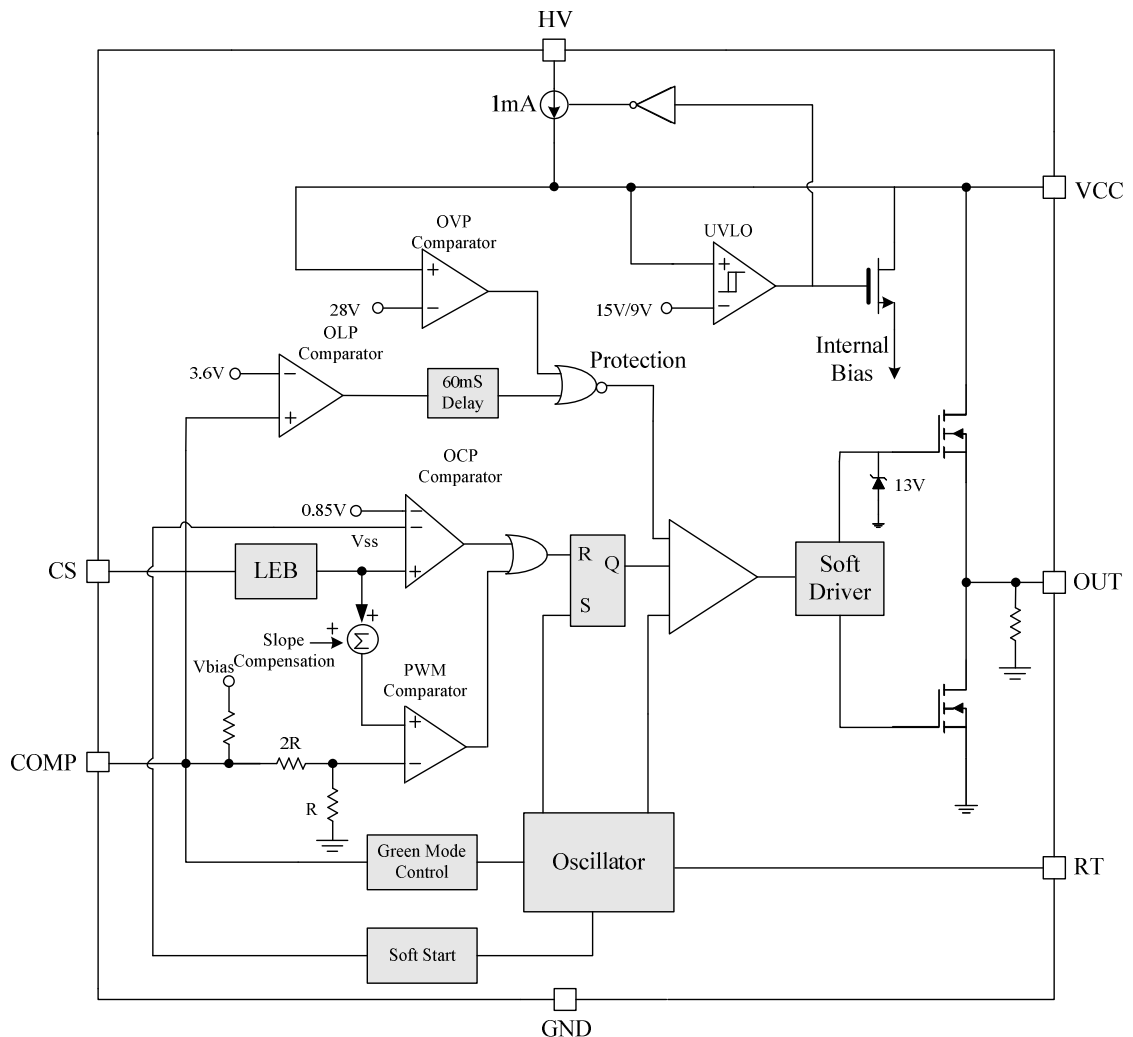 HV
1mA
VCC
OVP
Comparator
UVLO
+
+
−
28V
15V/9V
−
OLP
Comparator
Internal
Bias
Protection
3.6V
−
60mS
Delay
+
OCP
Comparator
13V
0.85V
−
−
Vss
R
Q
CS
LEB
+
Soft
Driver
OUT
S
+
+
Σ
Slope
Compensation
Vbias
PWM
Comparator
+
2R
COMP
−
R
Green Mode
Control
Oscillator
RT
Soft Start
GND